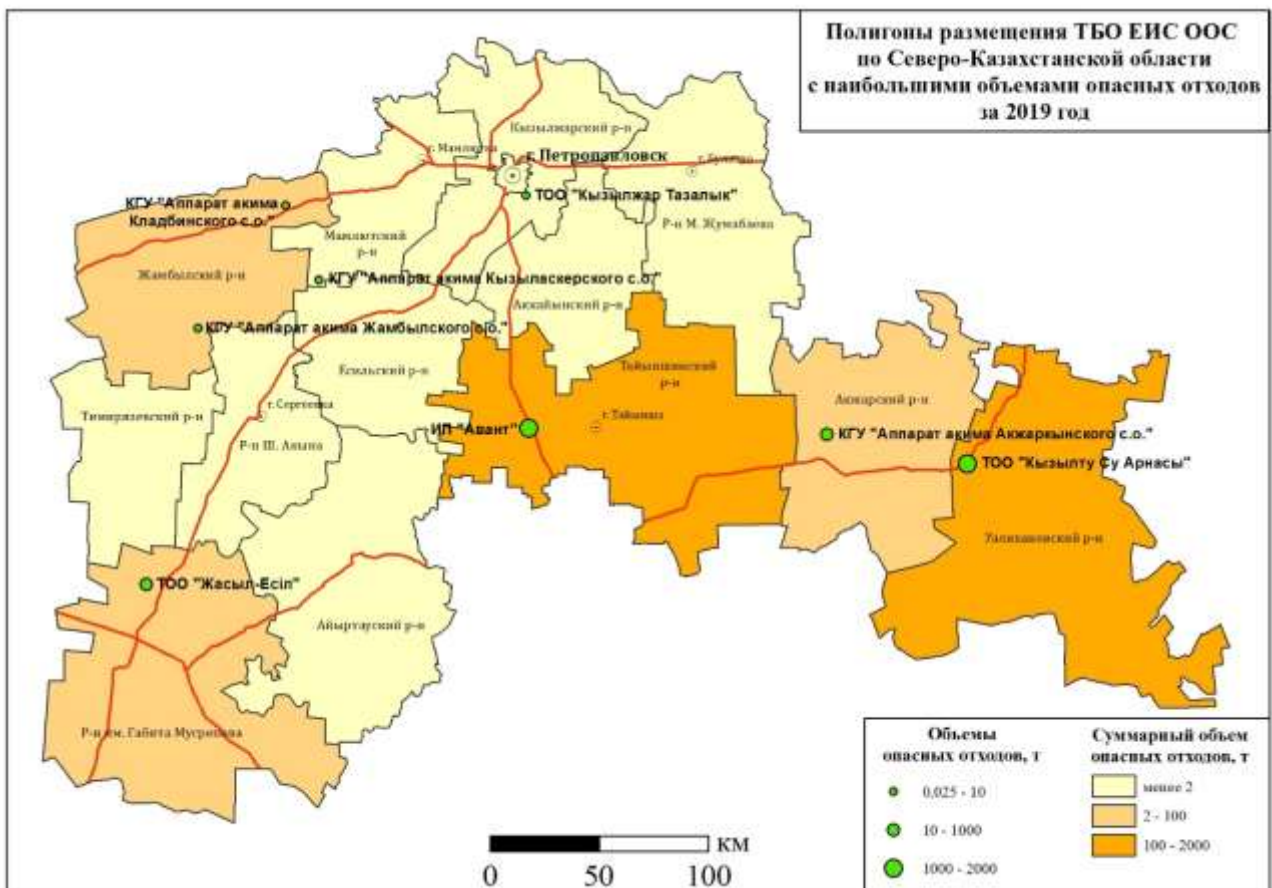 Полигоны размещения ТБО ЕИС ООС
по Северо-Казахстанской области
с наибольшими объемами опасных отходов
за 2019 год
Кызылжарский р-н
г. Мамлютка
г. Петропавловск
г. Булаево
ТОО "Кызылжар Тазалык"
КГУ "Аппарат акима
Кладбинского с.о."
Р-н М. Жумабаева
Мамлютский
р-н
Жамбылский р-н
КГУ "Аппарат акима Кызыласкерского с.о."
Аккайынский р-н
КГУ "Аппарат акима Жамбылского с.о."
Есильский р-н
Тайыншинский
р-н
Тимирязевский р-н
г. Сергеевка
Р-н Ш. Акына
ИП "Авант"
г. Тайынша
Акжарский р-н
КГУ "Аппарат акима Акжаркынского с.о."
ТОО "Кызылту Су Арнасы"
Уалихановский р-н
ТОО "Жасыл-Есіл"
Айыртауский р-н
Р-н им. Габита Мусрепова
Объемы
опасных отходов, т
0,025 - 10
10 - 1000
1000 - 2000
Суммарный объем
опасных отходов, т
менее 2
2 - 100
100 - 2000
КМ
0 50 100